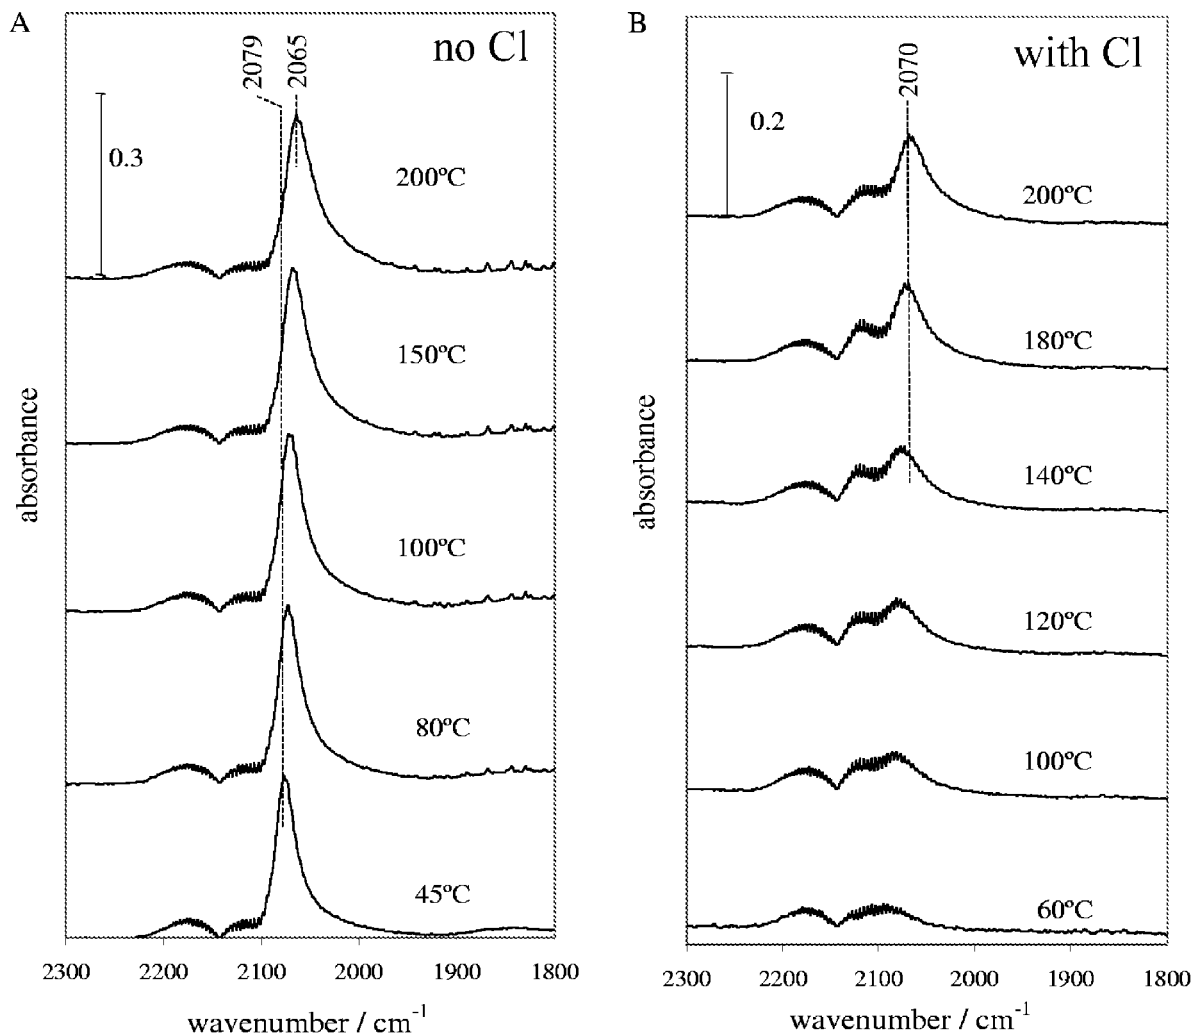 A
no Cl
2079
2065
0.3
200ºC
150ºC
100ºC
80ºC
45ºC
absorbance
2300 2200 2100 2000 1900 1800
wavenumber / cm⁻¹
B
with Cl
2070
0.2
200ºC
180ºC
140ºC
120ºC
100ºC
60ºC
absorbance
2300 2200 2100 2000 1900 1800
wavenumber / cm⁻¹